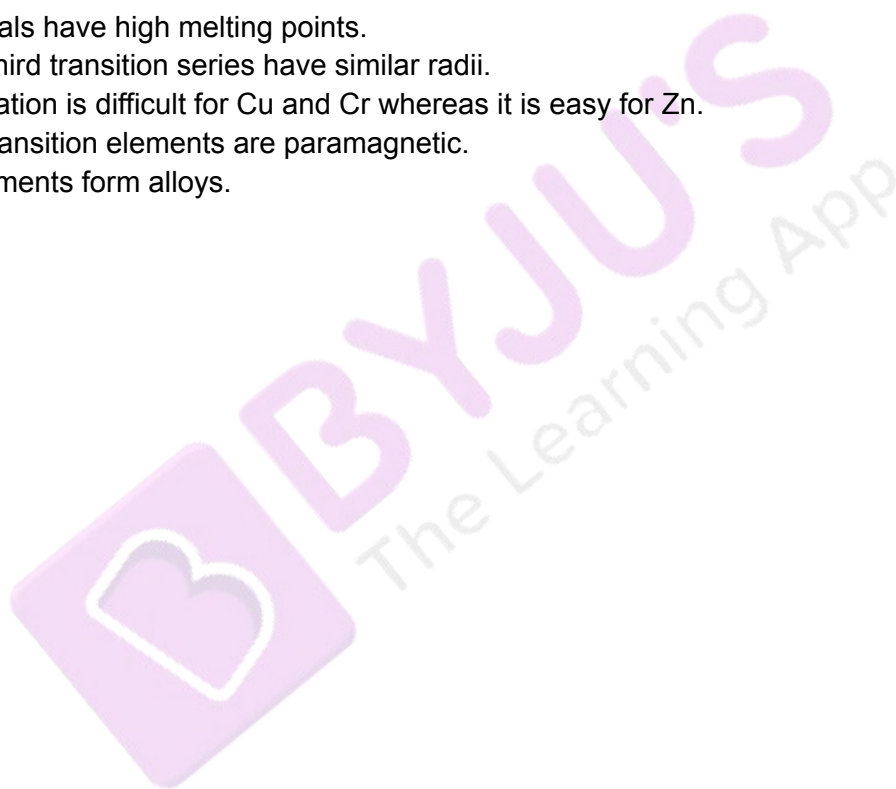 als have high melting points.
hird transition series have similar radii.
ation is difficult for Cu and Cr whereas it is easy for Zn.
ansition elements are paramagnetic.
ments form alloys.
BYJU'S
The Learning App